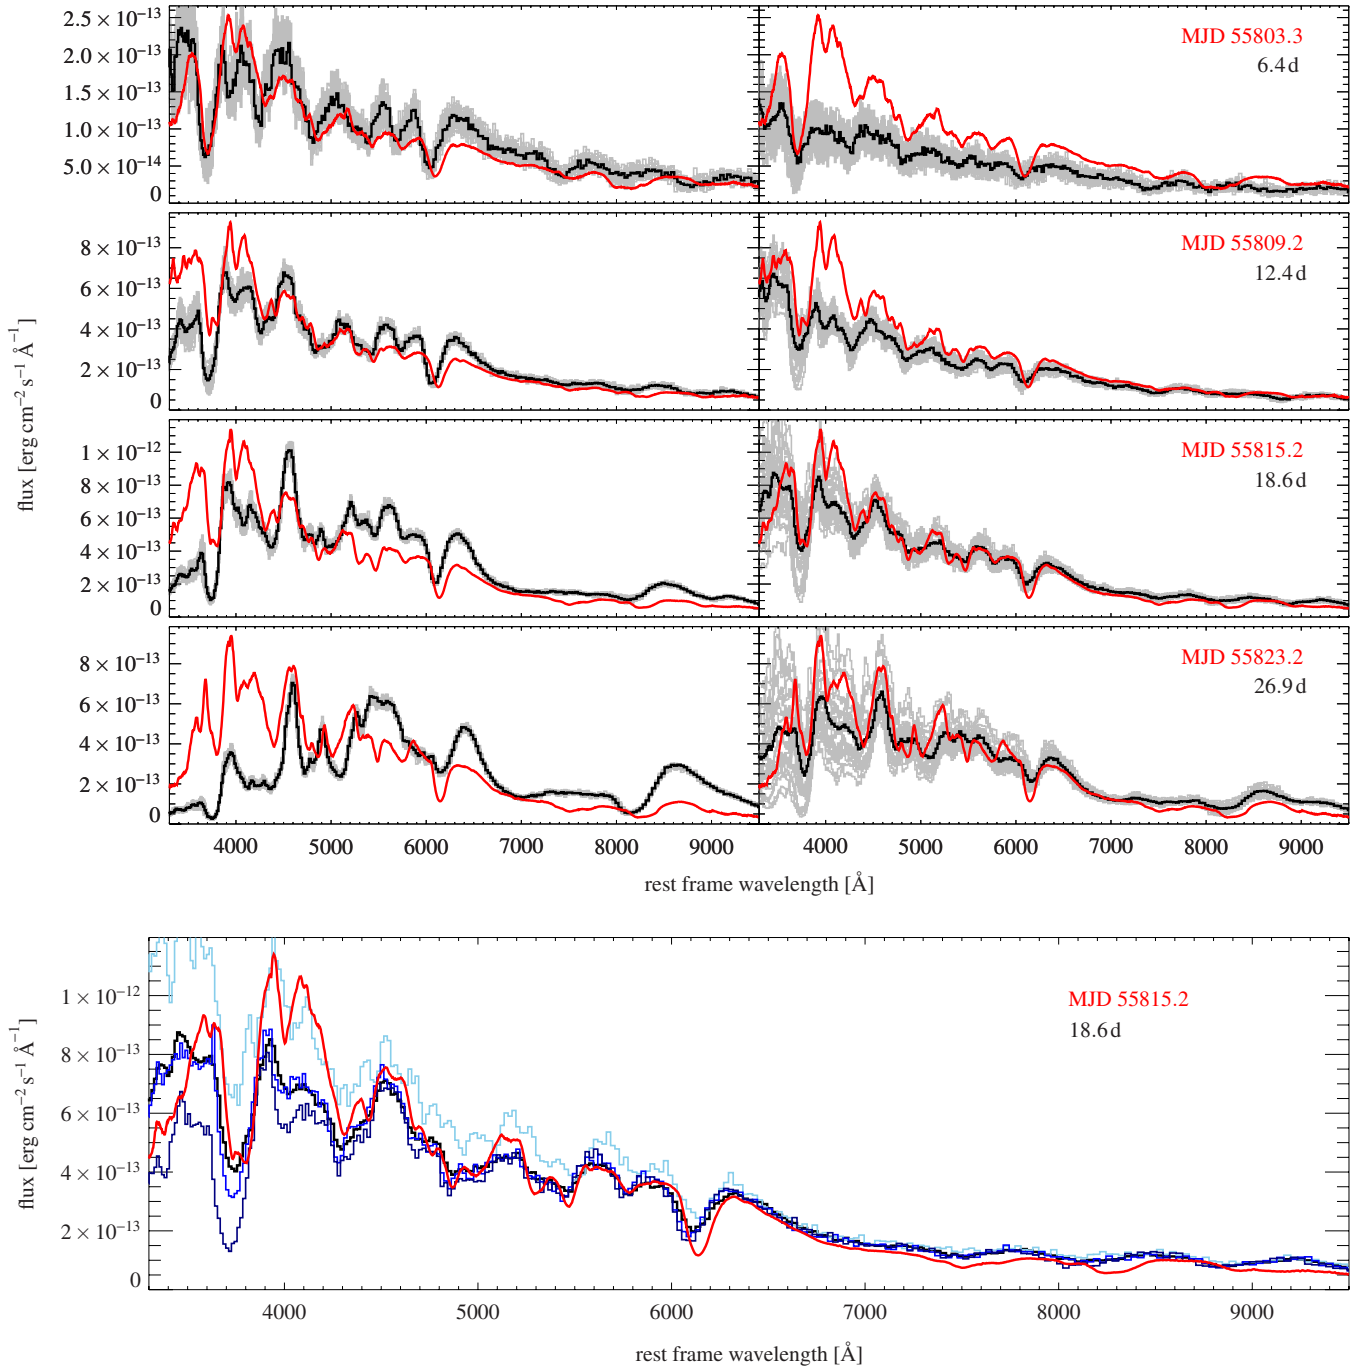 2.5 × 10⁻¹³
2.0 × 10⁻¹³
1.5 × 10⁻¹³
1.0 × 10⁻¹³
5.0 × 10⁻¹⁴
0
MJD 55803.3
6.4 d
8 × 10⁻¹³
6 × 10⁻¹³
4 × 10⁻¹³
2 × 10⁻¹³
0
MJD 55809.2
12.4 d
flux [erg cm⁻² s⁻¹ Å⁻¹]
1 × 10⁻¹²
8 × 10⁻¹³
6 × 10⁻¹³
4 × 10⁻¹³
2 × 10⁻¹³
0
MJD 55815.2
18.6 d
8 × 10⁻¹³
6 × 10⁻¹³
4 × 10⁻¹³
2 × 10⁻¹³
0
MJD 55823.2
26.9 d
4000 5000 6000 7000 8000 9000 4000 5000 6000 7000 8000 9000
rest frame wavelength [Å]
flux [erg cm⁻² s⁻¹ Å⁻¹]
1 × 10⁻¹²
8 × 10⁻¹³
6 × 10⁻¹³
4 × 10⁻¹³
2 × 10⁻¹³
0
MJD 55815.2
18.6 d
4000 5000 6000 7000 8000 9000
rest frame wavelength [Å]